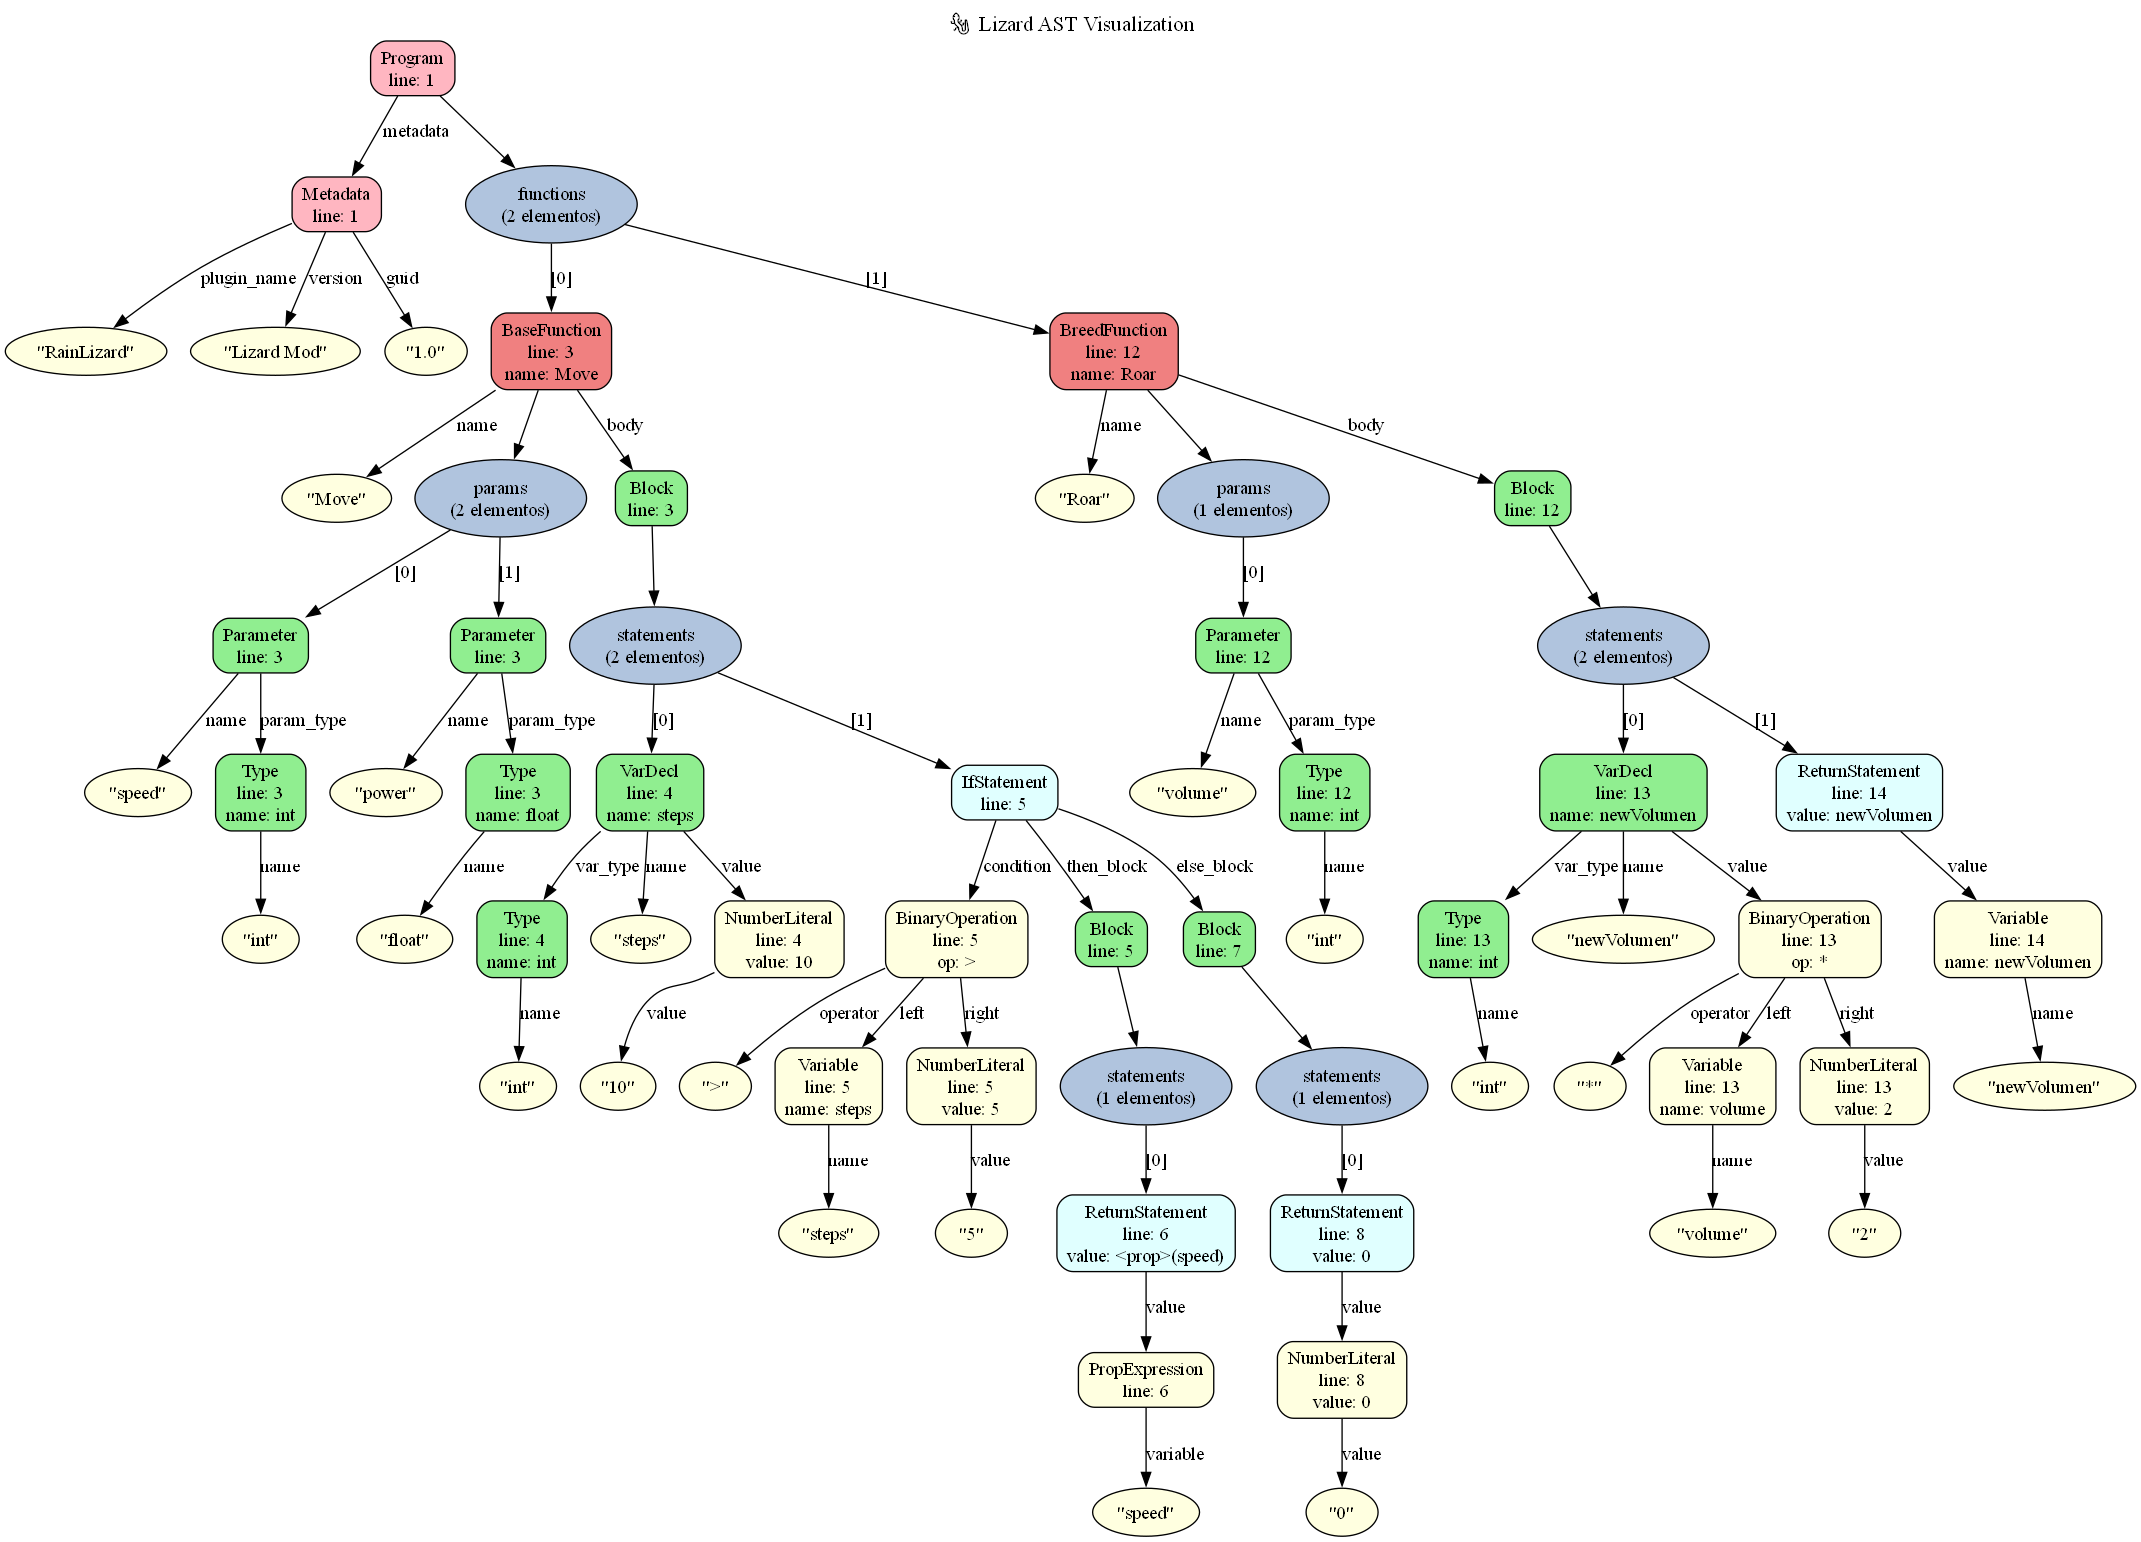 🦎 Lizard AST Visualization
Program
line: 1
metadata
Metadata
line: 1
functions
(2 elementos)
plugin_name
version
guid
[0]
[1]
"RainLizard"
"Lizard Mod"
"1.0"
BaseFunction
line: 3
name: Move
BreedFunction
line: 12
name: Roar
name
body
name
body
"Move"
params
(2 elementos)
Block
line: 3
"Roar"
params
(1 elementos)
Block
line: 12
[0]
[1]
[0]
Parameter
line: 3
Parameter
line: 3
statements
(2 elementos)
Parameter
line: 12
statements
(2 elementos)
name
param_type
name
param_type
[0]
[1]
name
param_type
[0]
[1]
"speed"
Type
line: 3
name: int
"power"
Type
line: 3
name: float
VarDecl
line: 4
name: steps
IfStatement
line: 5
"volume"
Type
line: 12
name: int
VarDecl
line: 13
name: newVolumen
ReturnStatement
line: 14
value: newVolumen
name
name
var_type
name
value
condition
then_block
else_block
name
var_type
name
value
value
"int"
"float"
Type
line: 4
name: int
"steps"
NumberLiteral
line: 4
value: 10
BinaryOperation
line: 5
op: >
Block
line: 5
Block
line: 7
"int"
Type
line: 13
name: int
"newVolumen"
BinaryOperation
line: 13
op: *
Variable
line: 14
name: newVolumen
name
value
operator
left
right
name
operator
left
right
name
"int"
"10"
">"
Variable
line: 5
name: steps
NumberLiteral
line: 5
value: 5
statements
(1 elementos)
statements
(1 elementos)
"int"
"*"
Variable
line: 13
name: volume
NumberLiteral
line: 13
value: 2
"newVolumen"
name
value
[0]
[0]
name
value
"steps"
"5"
ReturnStatement
line: 6
value: <prop>(speed)
ReturnStatement
line: 8
value: 0
"volume"
"2"
value
value
PropExpression
line: 6
NumberLiteral
line: 8
value: 0
variable
value
"speed"
"0"